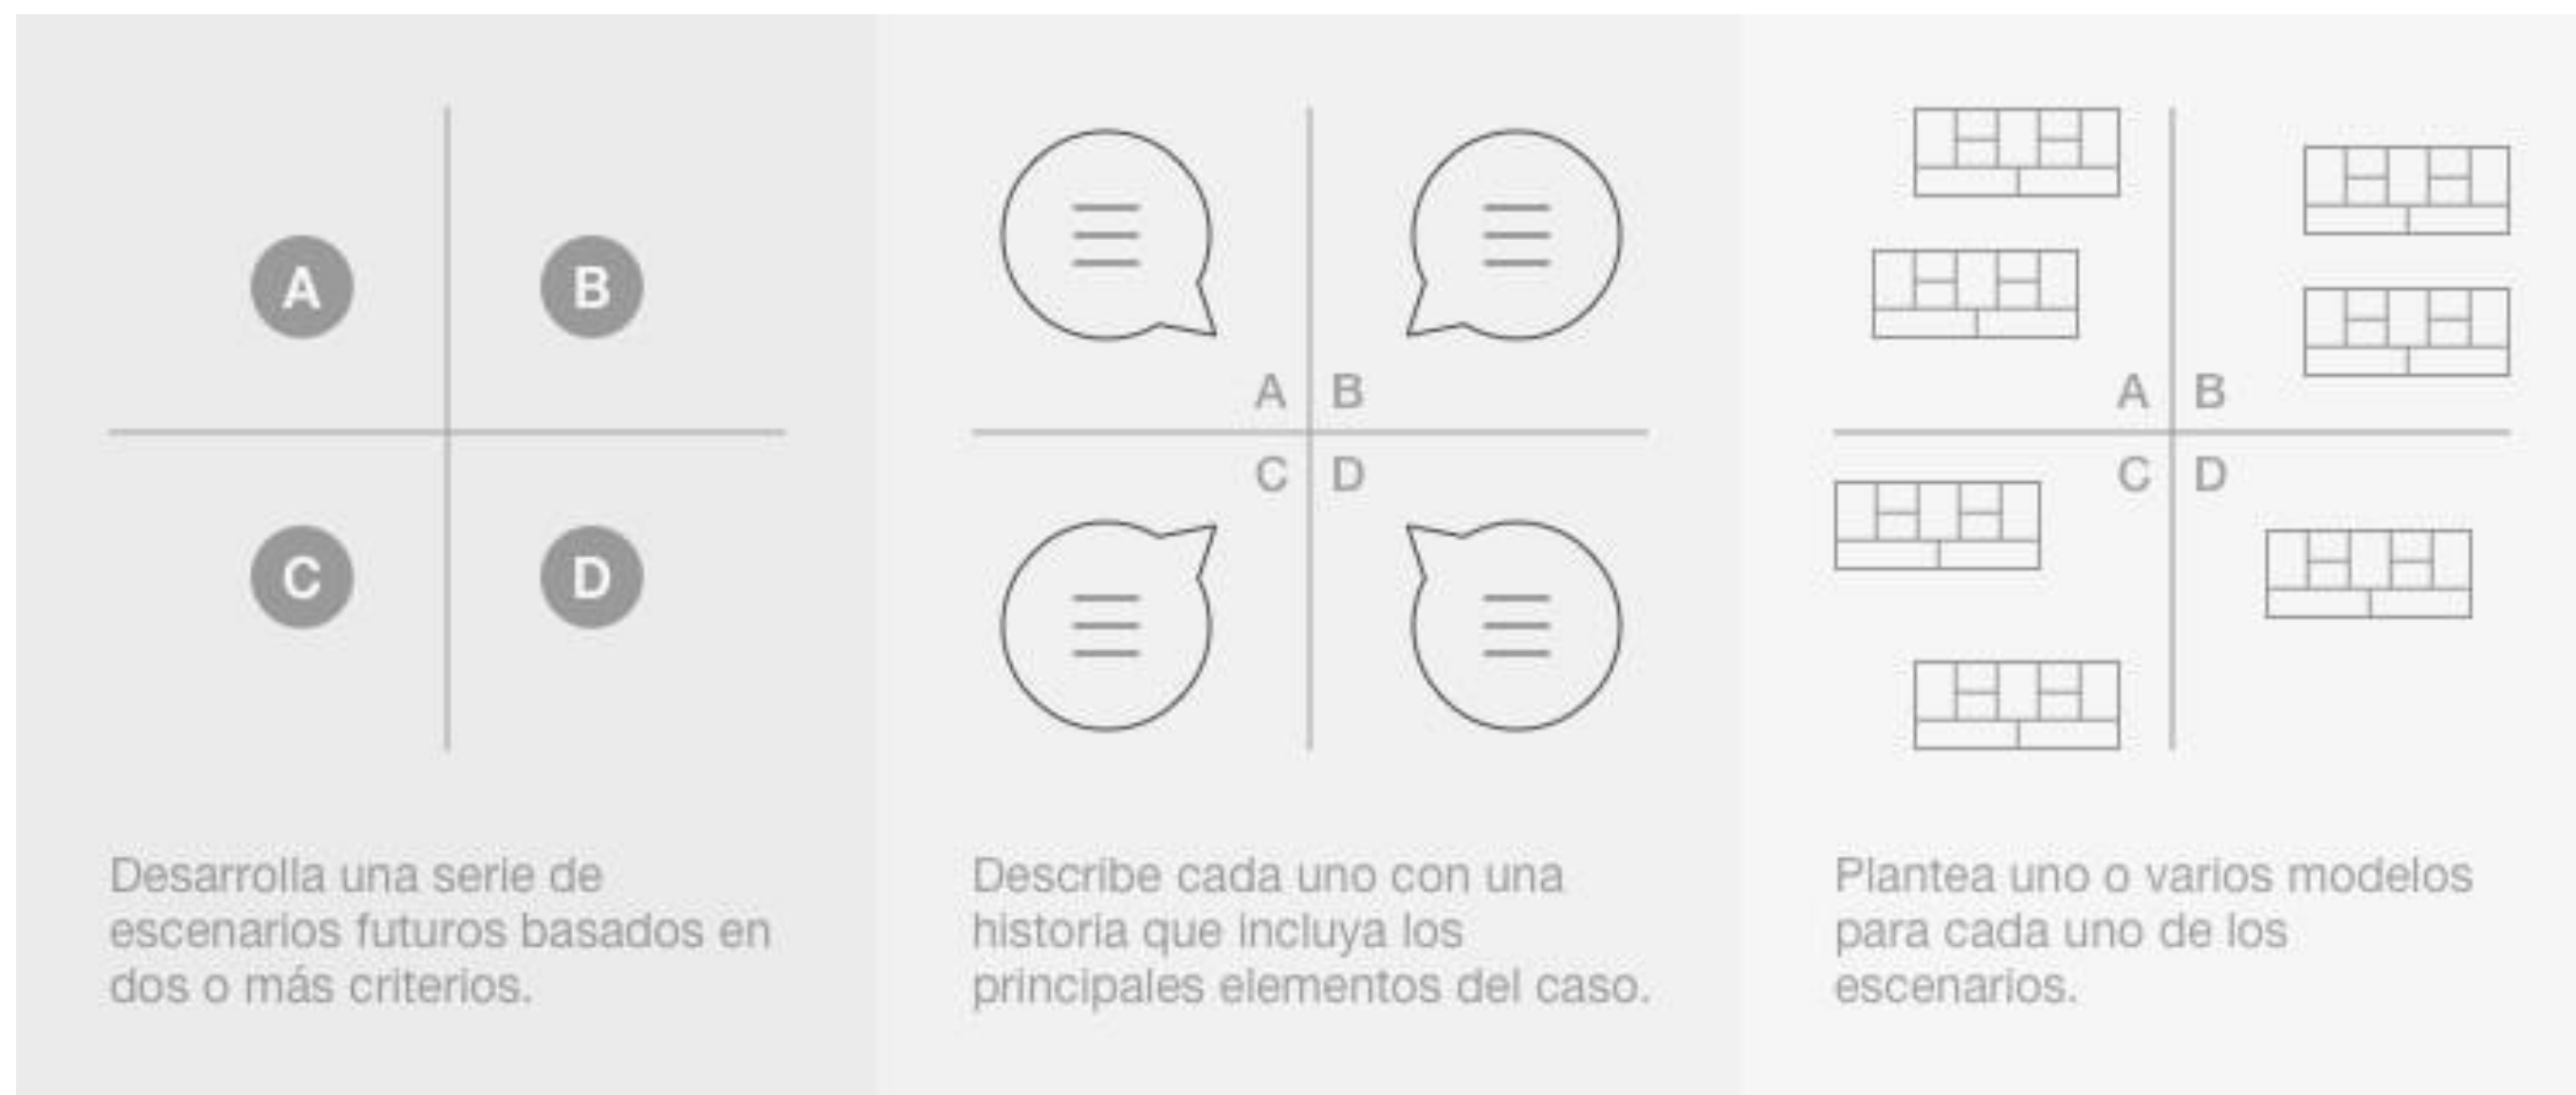 A
B
C
D
Desarrolla una serie de
escenarios futuros basados en
dos o más criterios.
A B
C D
Describe cada uno con una
historia que incluya los
principales elementos del caso.
A B
C D
Plantea uno o varios modelos
para cada uno de los
escenarios.